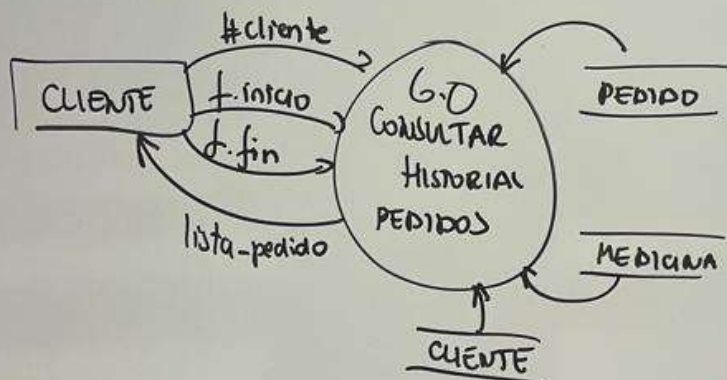 #cliente
CLIENTE
f.inicio
f.fin
lista_pedido
6.0
CONSULTAR
HISTORIAL
PEDIDOS
PEDIDO
MEDICINA
CLIENTE